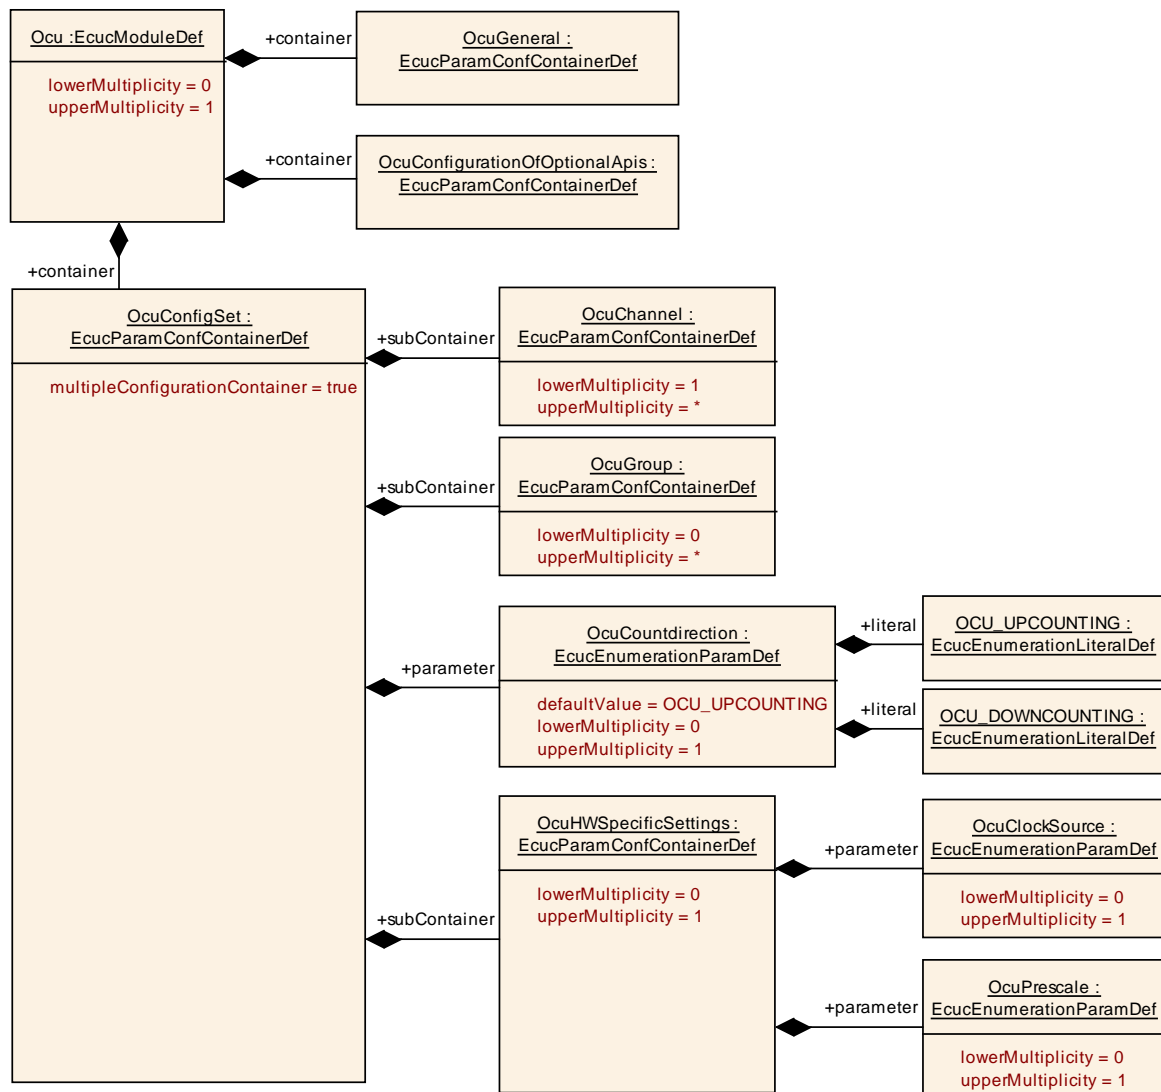 Ocu :EcucModuleDef
lowerMultiplicity = 0
upperMultiplicity = 1
+container
OcuGeneral :
EcucParamConfContainerDef
+container
OcuConfigurationOfOptionalApis:
EcucParamConfContainerDef
+container
OcuConfigSet :
EcucParamConfContainerDef
multipleConfigurationContainer = true
+subContainer
OcuChannel :
EcucParamConfContainerDef
lowerMultiplicity = 1
upperMultiplicity = *
+subContainer
OcuGroup :
EcucParamConfContainerDef
lowerMultiplicity = 0
upperMultiplicity = *
+parameter
OcuCountdirection :
EcucEnumerationParamDef
defaultValue = OCU_UPCOUNTING
lowerMultiplicity = 0
upperMultiplicity = 1
+literal
OCU_UPCOUNTING :
EcucEnumerationLiteralDef
+literal
OCU_DOWNCOUNTING :
EcucEnumerationLiteralDef
+subContainer
OcuHWSpecificSettings :
EcucParamConfContainerDef
lowerMultiplicity = 0
upperMultiplicity = 1
+parameter
OcuClockSource :
EcucEnumerationParamDef
lowerMultiplicity = 0
upperMultiplicity = 1
+parameter
OcuPrescale :
EcucEnumerationParamDef
lowerMultiplicity = 0
upperMultiplicity = 1